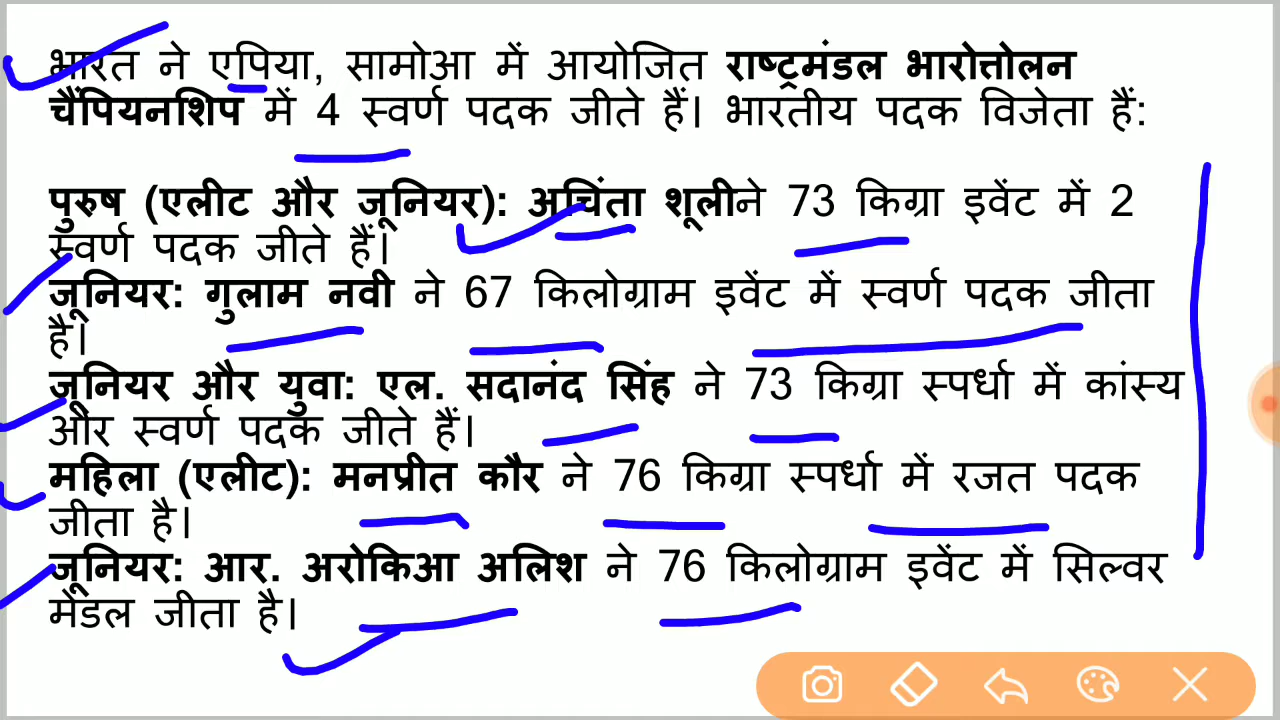 भारत ने एपिया, सामोआ में आयोजित राष्ट्रमंडल भारोत्तोलन
चैंपियनशिप में 4 स्वर्ण पदक जीते हैं। भारतीय पदक विजेता हैं:
पुरुष (एलीट और जूनियर): अचिंता शूलीने 73 किग्रा इवेंट में 2
स्वर्ण पदक जीते हैं।
जूनियर: गुलाम नवी ने 67 किलोग्राम इवेंट में स्वर्ण पदक जीता
है।
जूनियर और युवा: एल. सदानंद सिंह ने 73 किग्रा स्पर्धा में कांस्य
और स्वर्ण पदक जीते हैं।
महिला (एलीट): मनप्रीत कौर ने 76 किग्रा स्पर्धा में रजत पदक
जीता है।
जूनियर: आर. अरोकिआ अलिश ने 76 किलोग्राम इवेंट में सिल्वर
मेडल जीता है।